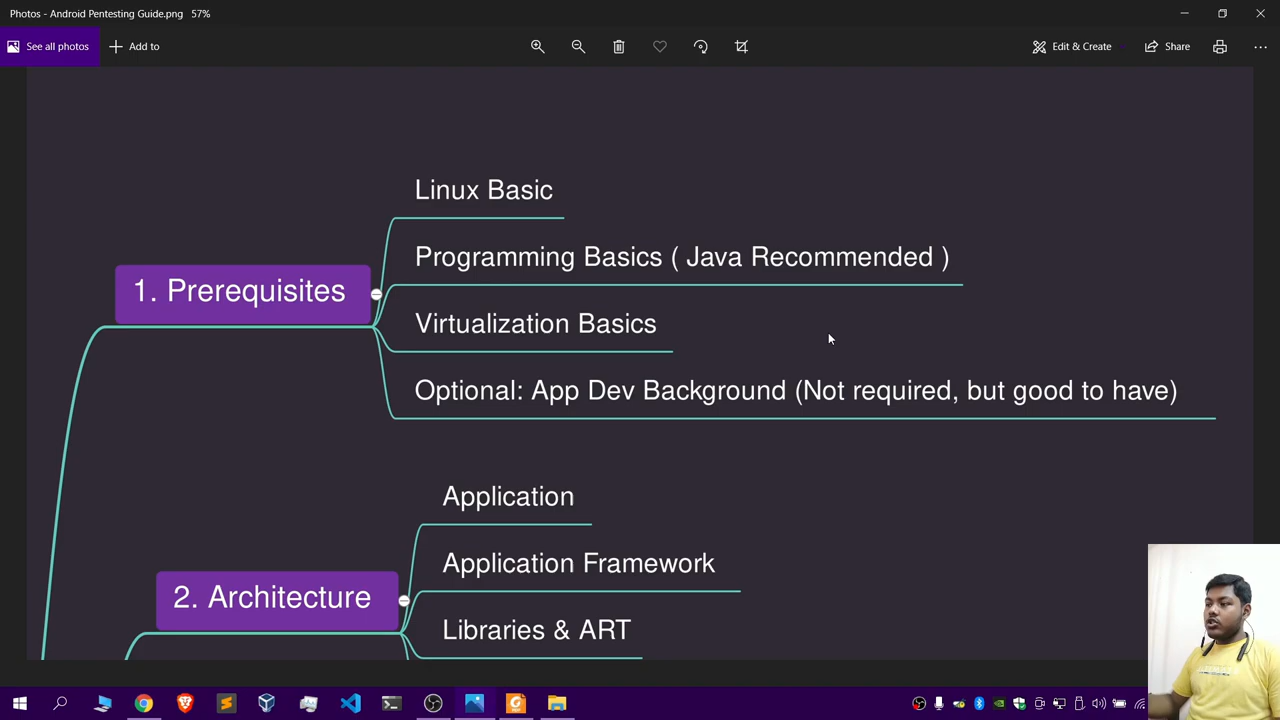 Photos - Android Pentesting Guide.png 57%
See all photos
Add to
Edit & Create
Share
Linux Basic
Programming Basics ( Java Recommended )
1. Prerequisites
Virtualization Basics
Optional: App Dev Background (Not required, but good to have)
Application
Application Framework
2. Architecture
Libraries & ART